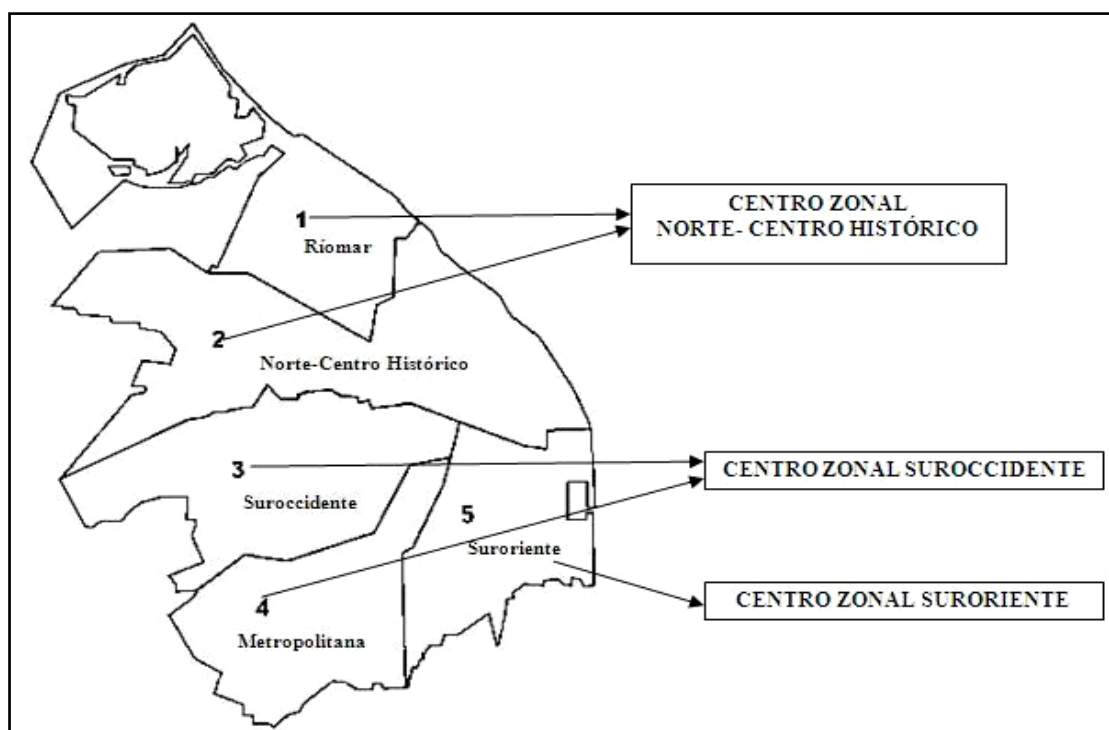 1
Ríomar
CENTRO ZONAL
NORTE- CENTRO HISTÓRICO
2
Norte-Centro Histórico
3
Suroccidente
CENTRO ZONAL SUROCCIDENTE
5
Suroriente
4
Metropolitana
CENTRO ZONAL SURORIENTE